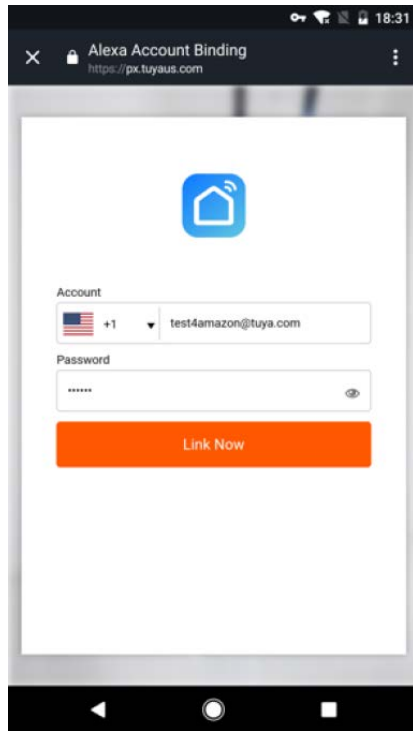 18:31
Alexa Account Binding
https://px.tuyaus.com
Account
+1 test4amazon@tuya.com
Password
••••••
Link Now